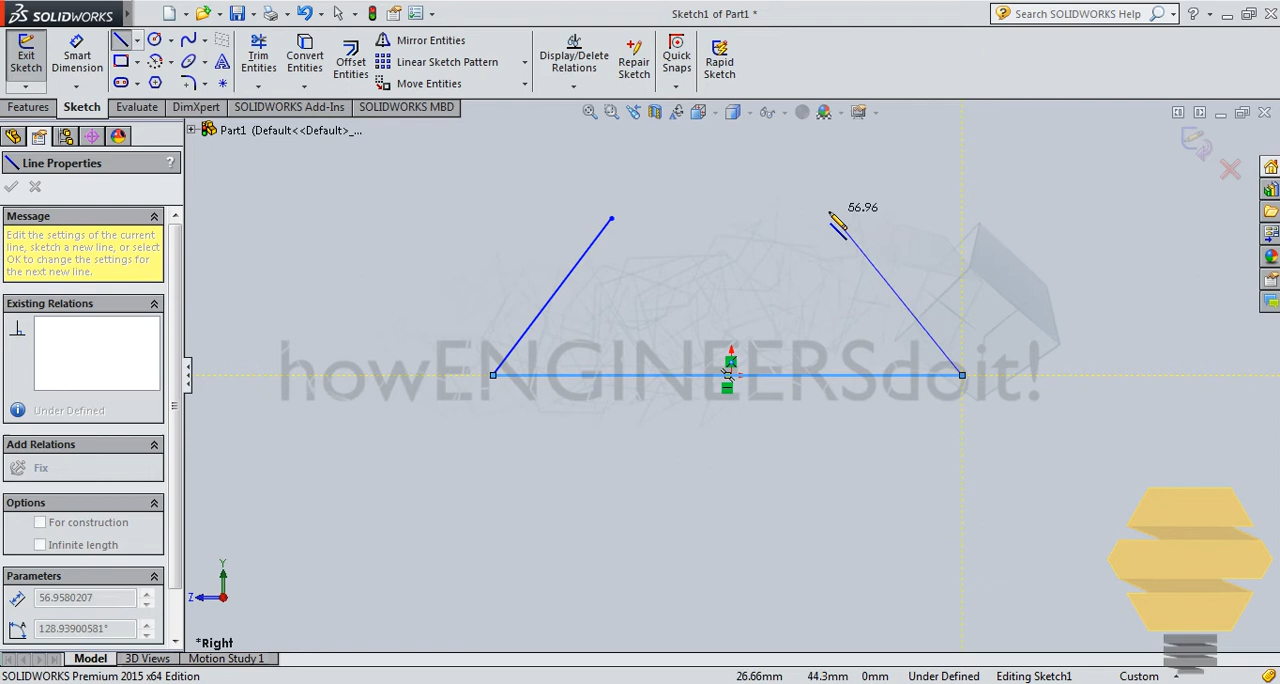 SOLIDWORKS
Sketch1 of Part1 *
Search SOLIDWORKS Help
Exit Sketch
Smart Dimension
Trim Entities
Convert Entities
Offset Entities
Mirror Entities
Linear Sketch Pattern
Move Entities
Display/Delete Relations
Repair Sketch
Quick Snaps
Rapid Sketch
Features
Sketch
Evaluate
DimXpert
SOLIDWORKS Add-Ins
SOLIDWORKS MBD
Part1 (Default<<Default>_...
Line Properties
?
Message
Edit the settings of the current
line, sketch a new line, or select
OK to change the settings for
the next new line.
Existing Relations
Under Defined
Add Relations
Fix
Options
For construction
Infinite length
Parameters
56.9580207
128.93900581°
56.96
howENGINEERSdoit!
Y
Z
*Right
Model
3D Views
Motion Study 1
SOLIDWORKS Premium 2015 x64 Edition
26.66mm
44.3mm
0mm
Under Defined
Editing Sketch1
Custom